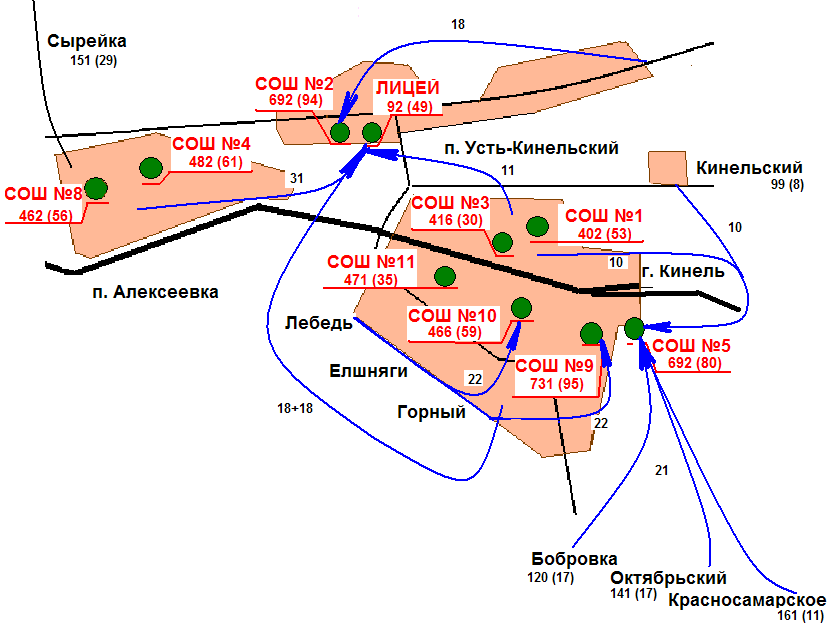 18
Сырейка
151 (29)
СОШ №2
692 (94)
ЛИЦЕЙ
92 (49)
СОШ №4
482 (61)
п. Усть-Кинельский
11
31
Кинельский
99 (8)
СОШ №8
462 (56)
СОШ №3
416 (30)
СОШ №1
402 (53)
10
СОШ №11
471 (35)
10
г. Кинель
п. Алексеевка
Лебедь
СОШ №10
466 (59)
СОШ №5
692 (80)
Елшняги
22
СОШ №9
731 (95)
18+18
Горный
22
21
Бобровка
120 (17)
Октябрьский
141 (17)
Красносамарское
161 (11)